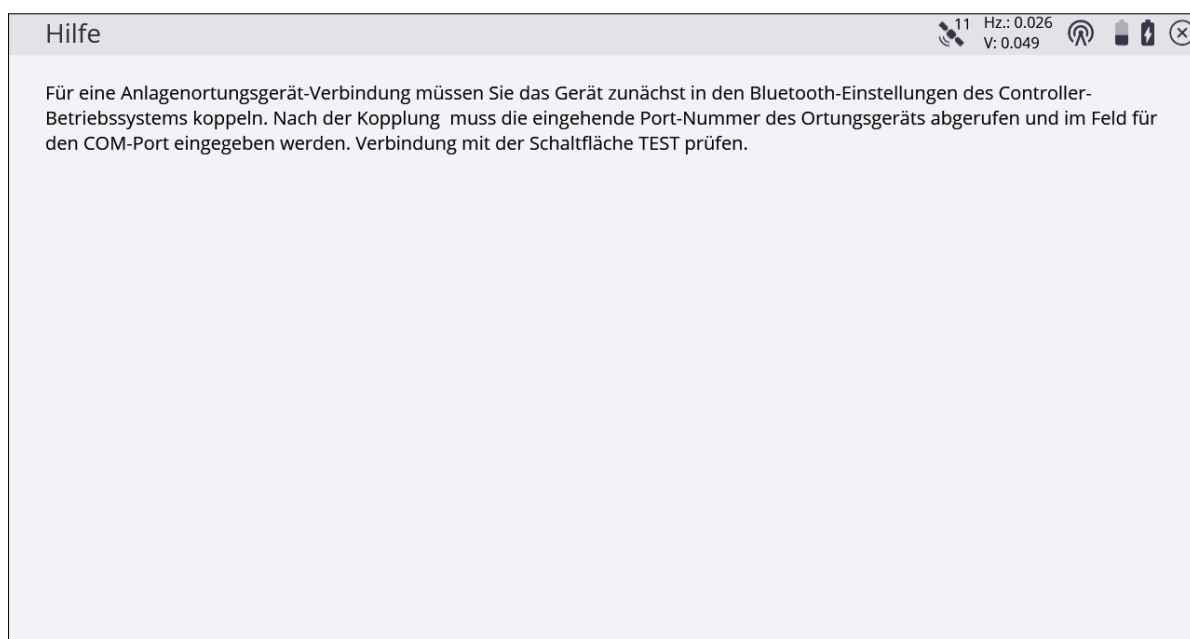 Hilfe
11
Hz.: 0.026
V: 0.049
Für eine Anlagenortungsgerät-Verbindung müssen Sie das Gerät zunächst in den Bluetooth-Einstellungen des Controller-
Betriebssystems koppeln. Nach der Kopplung  muss die eingehende Port-Nummer des Ortungsgeräts abgerufen und im Feld für
den COM-Port eingegeben werden. Verbindung mit der Schaltfläche TEST prüfen.